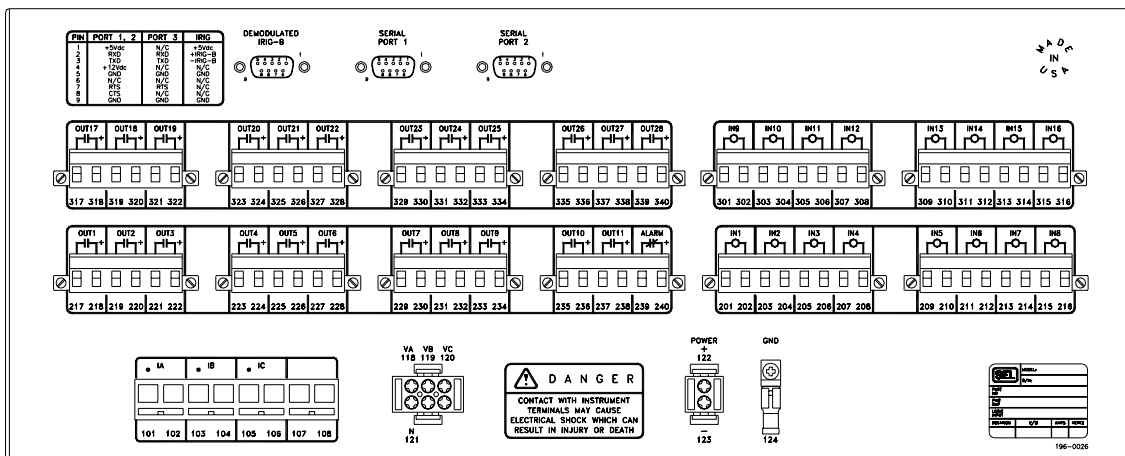 PIN PORT 1, 2 PORT 3 IRIG
1 +5Vdc N/C +5Vdc
2 RXD RXD +IRIG-B
3 TXD TXD -IRIG-B
4 +12Vdc N/C N/C
5 GND GND GND
6 N/C N/C N/C
7 RTS RTS N/C
8 CTS N/C N/C
9 GND GND GND
DEMODULATED
IRIG-B
SERIAL
PORT 1
SERIAL
PORT 2
MADE
IN
USA
OUT17 OUT18 OUT19 OUT20 OUT21 OUT22 OUT23 OUT24 OUT25 OUT26 OUT27 OUT28 IN9 IN10 IN11 IN12 IN13 IN14 IN15 IN16
317 318 319 320 321 322 323 324 325 326 327 328 329 330 331 332 333 334 335 336 337 338 339 340 301 302 303 304 305 306 307 308 309 310 311 312 313 314 315 316
OUT1 OUT2 OUT3 OUT4 OUT5 OUT6 OUT7 OUT8 OUT9 OUT10 OUT11 ALARM IN1 IN2 IN3 IN4 IN5 IN6 IN7 IN8
217 218 219 220 221 222 223 224 225 226 227 228 229 230 231 232 233 234 235 236 237 238 239 240 201 202 203 204 205 206 207 208 209 210 211 212 213 214 215 216
IA IB IC
101 102 103 104 105 106 107 108
VA VB VC
118 119 120
N
121
DANGER
CONTACT WITH INSTRUMENT
TERMINALS MAY CAUSE
ELECTRICAL SHOCK WHICH CAN
RESULT IN INJURY OR DEATH
POWER
+
122
-
123
GND
124
SEL
196-0026